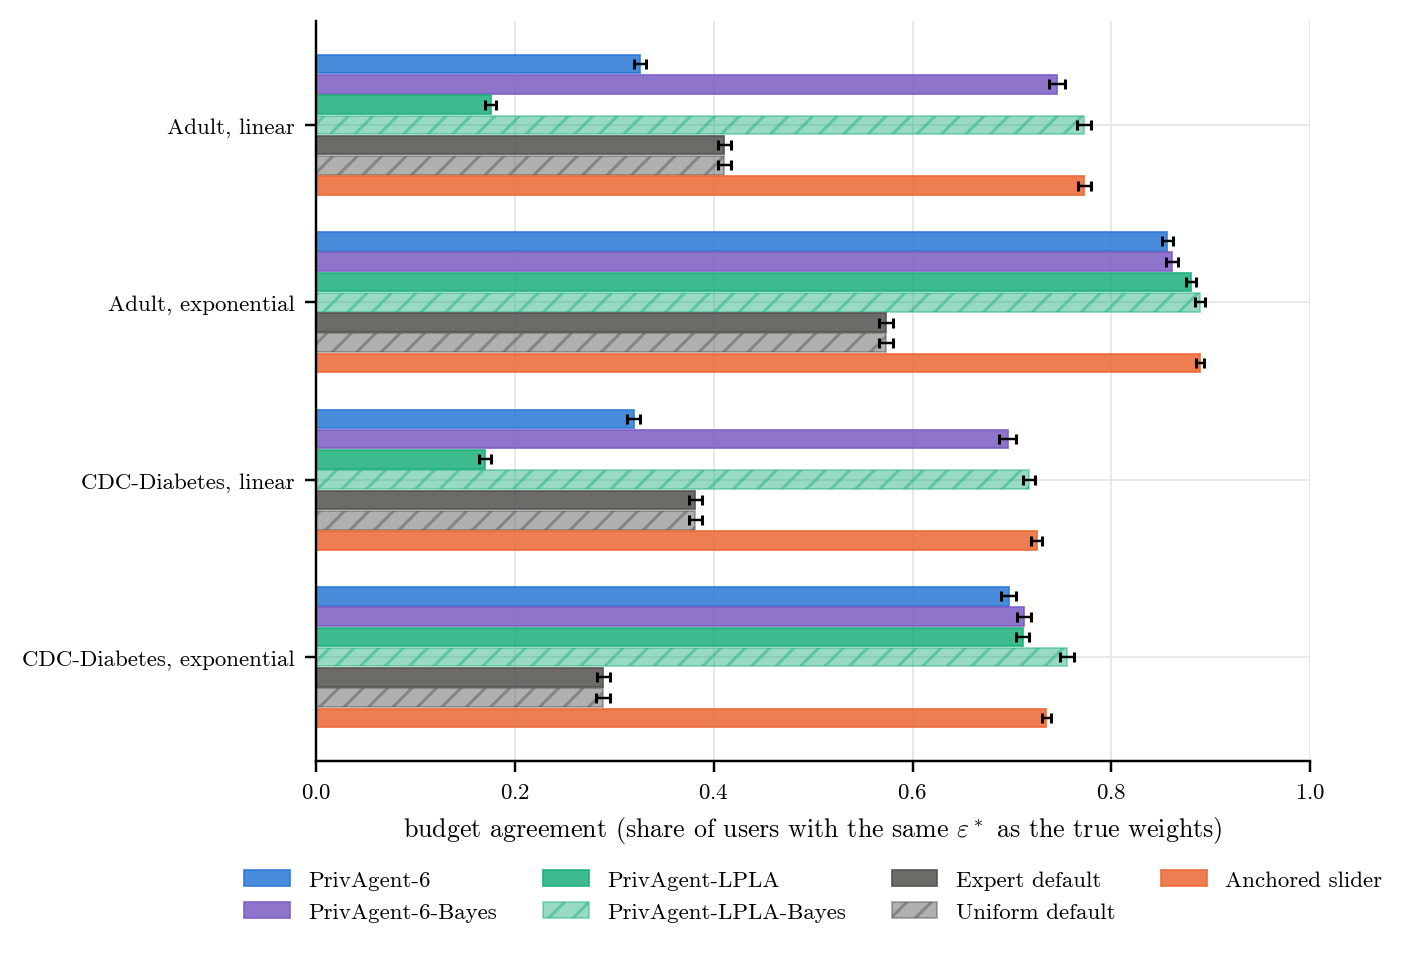 Adult, linear
Adult, exponential
CDC-Diabetes, linear
CDC-Diabetes, exponential
0.0 0.2 0.4 0.6 0.8 1.0
budget agreement (share of users with the same ε* as the true weights)
PrivAgent-6 PrivAgent-LPLA Expert default Anchored slider
PrivAgent-6-Bayes PrivAgent-LPLA-Bayes Uniform default